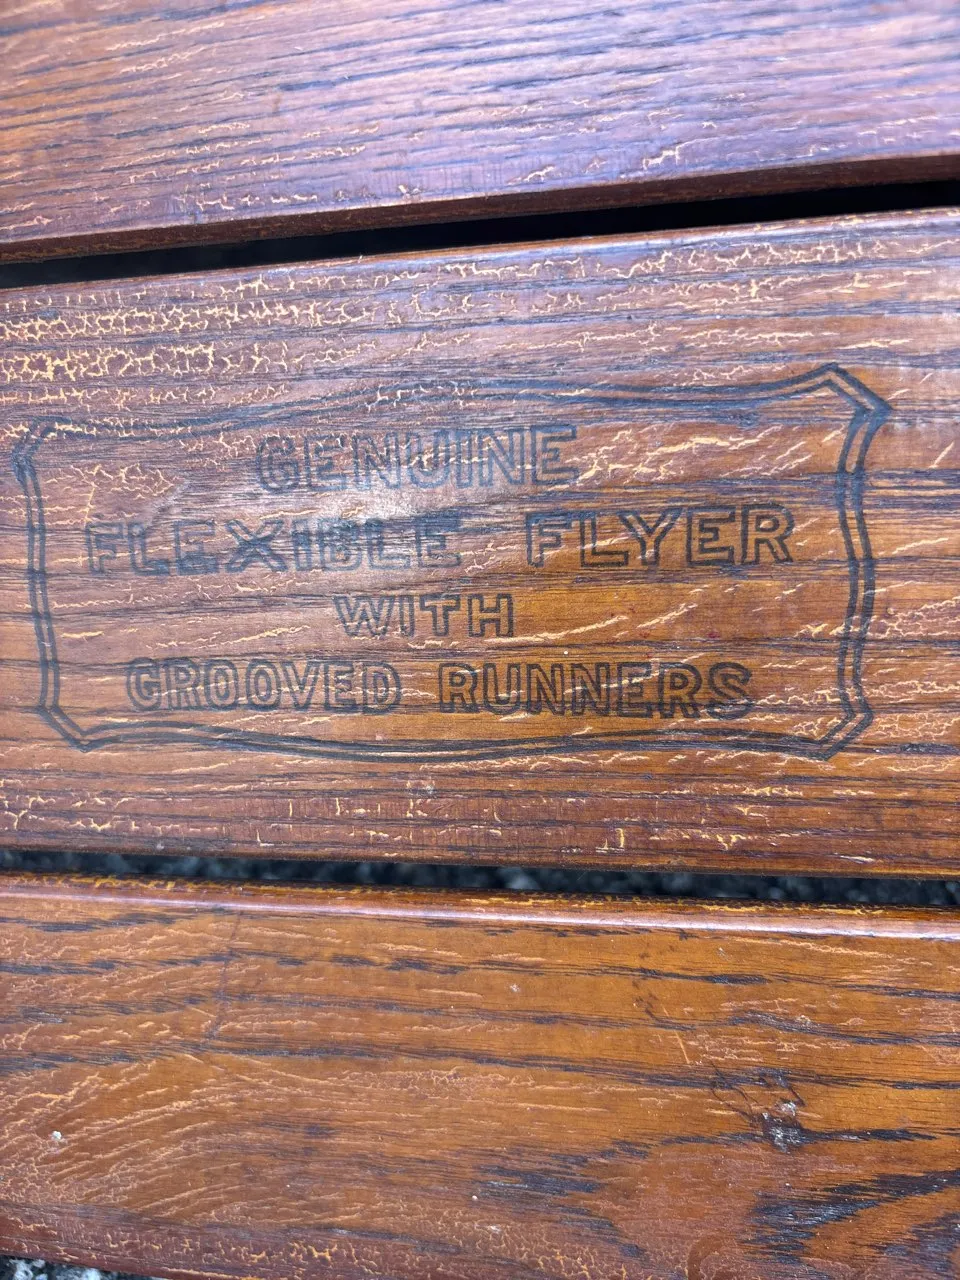 GENUINE
FLEXIBLE FLYER
WITH
GROOVED RUNNERS